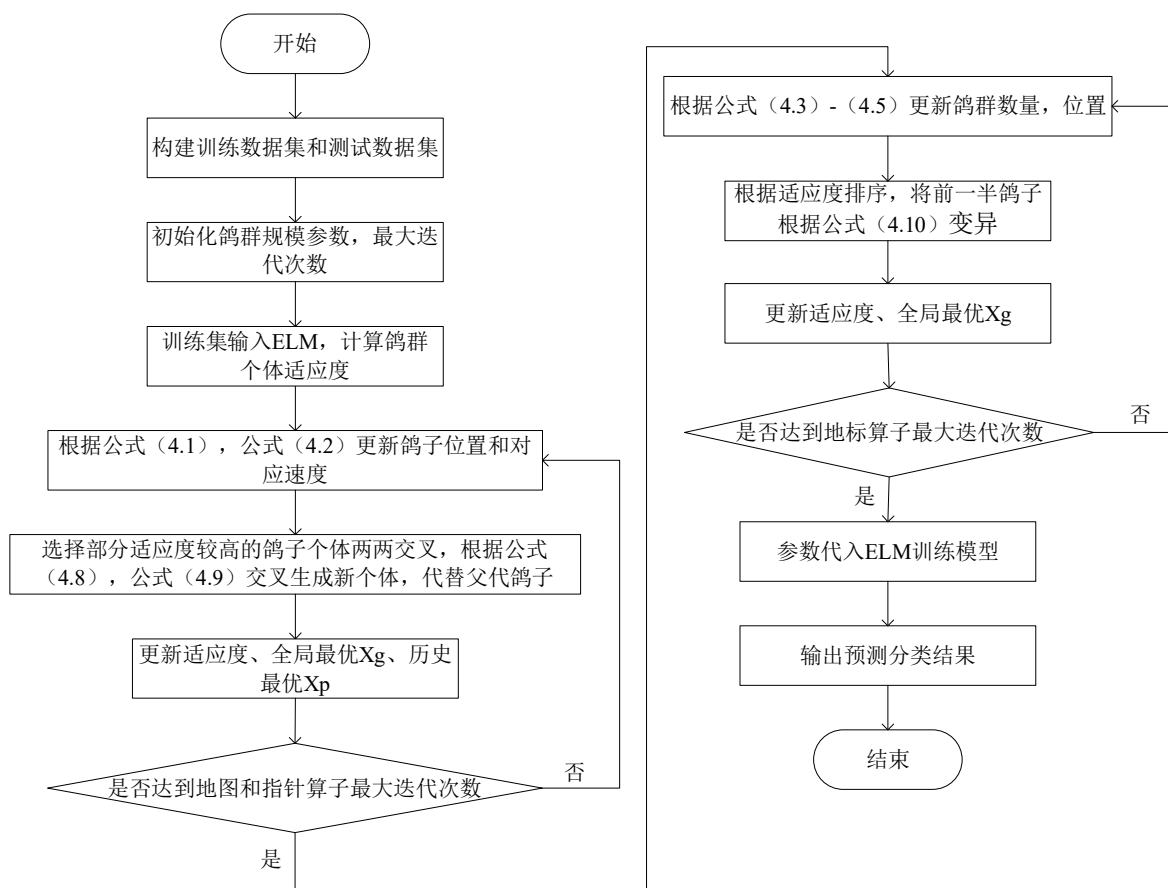 开始
构建训练数据集和测试数据集
初始化鸽群规模参数，最大迭
代次数
训练集输入ELM，计算鸽群
个体适应度
根据公式（4.1），公式（4.2）更新鸽子位置和对
应速度
选择部分适应度较高的鸽子个体两两交叉，根据公式
（4.8），公式（4.9）交叉生成新个体，代替父代鸽子
更新适应度、全局最优Xg、历史
最优Xp
是否达到地图和指针算子最大迭代次数
否
是
根据公式（4.3）-（4.5）更新鸽群数量，位置
根据适应度排序，将前一半鸽子
根据公式（4.10）变异
更新适应度、全局最优Xg
是否达到地标算子最大迭代次数
否
是
参数代入ELM训练模型
输出预测分类结果
结束